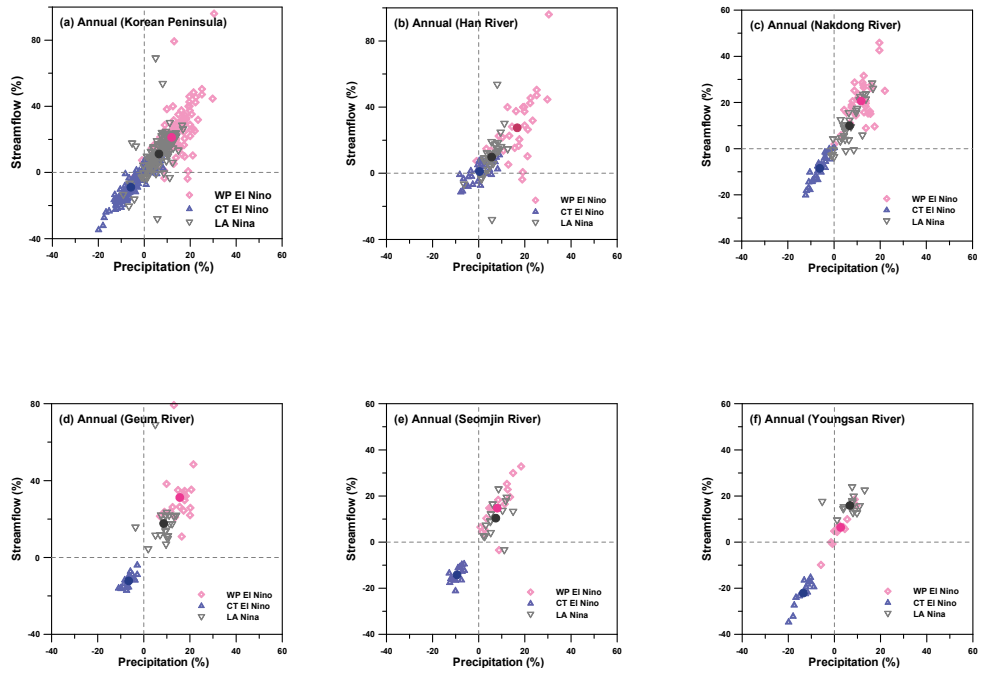 (a) Annual (Korean Peninsula)
80
40
0
-40
Streamflow (%)
-40
-20
0
20
40
60
Precipitation (%)
WP El Nino
CT El Nino
LA Nina
(b) Annual (Han River)
80
40
0
-40
Streamflow (%)
-40
-20
0
20
40
60
Precipitation (%)
WP El Nino
CT El Nino
LA Nina
(c) Annual (Nakdong River)
60
40
20
0
-20
-40
Streamflow (%)
-40
-20
0
20
40
60
Precipitation (%)
WP El Nino
CT El Nino
LA Nina
(d) Annual (Geum River)
80
40
0
-40
Streamflow (%)
-40
-20
0
20
40
60
Precipitation (%)
WP El Nino
CT El Nino
LA Nina
(e) Annual (Seomjin River)
60
40
20
0
-20
-40
Streamflow (%)
-40
-20
0
20
40
60
Precipitation (%)
WP El Nino
CT El Nino
LA Nina
(f) Annual (Youngsan River)
60
40
20
0
-20
-40
Streamflow (%)
-40
-20
0
20
40
60
Precipitation (%)
WP El Nino
CT El Nino
LA Nina